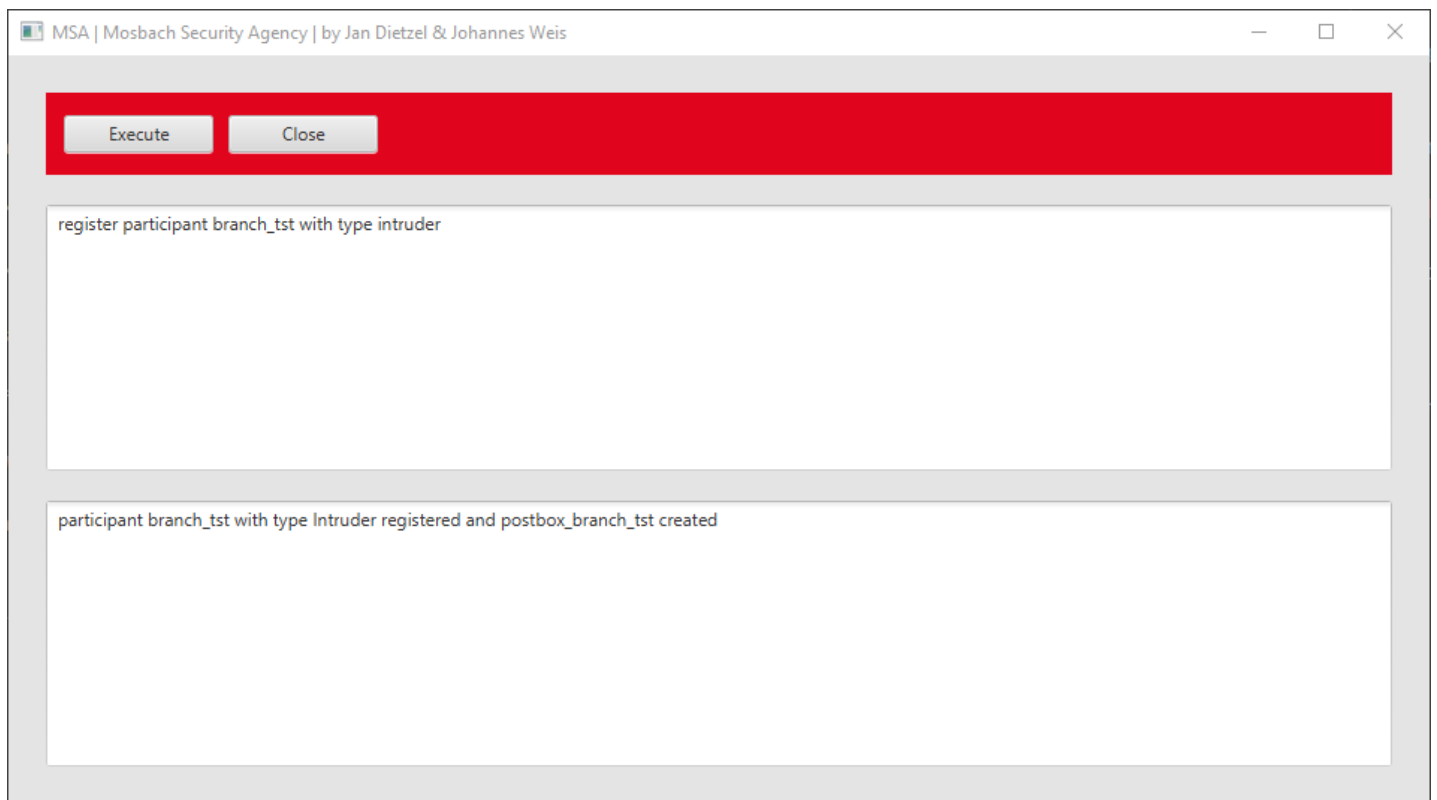 MSA | Mosbach Security Agency | by Jan Dietzel & Johannes Weis
Execute Close
register participant branch_tst with type intruder
participant branch_tst with type Intruder registered and postbox_branch_tst created